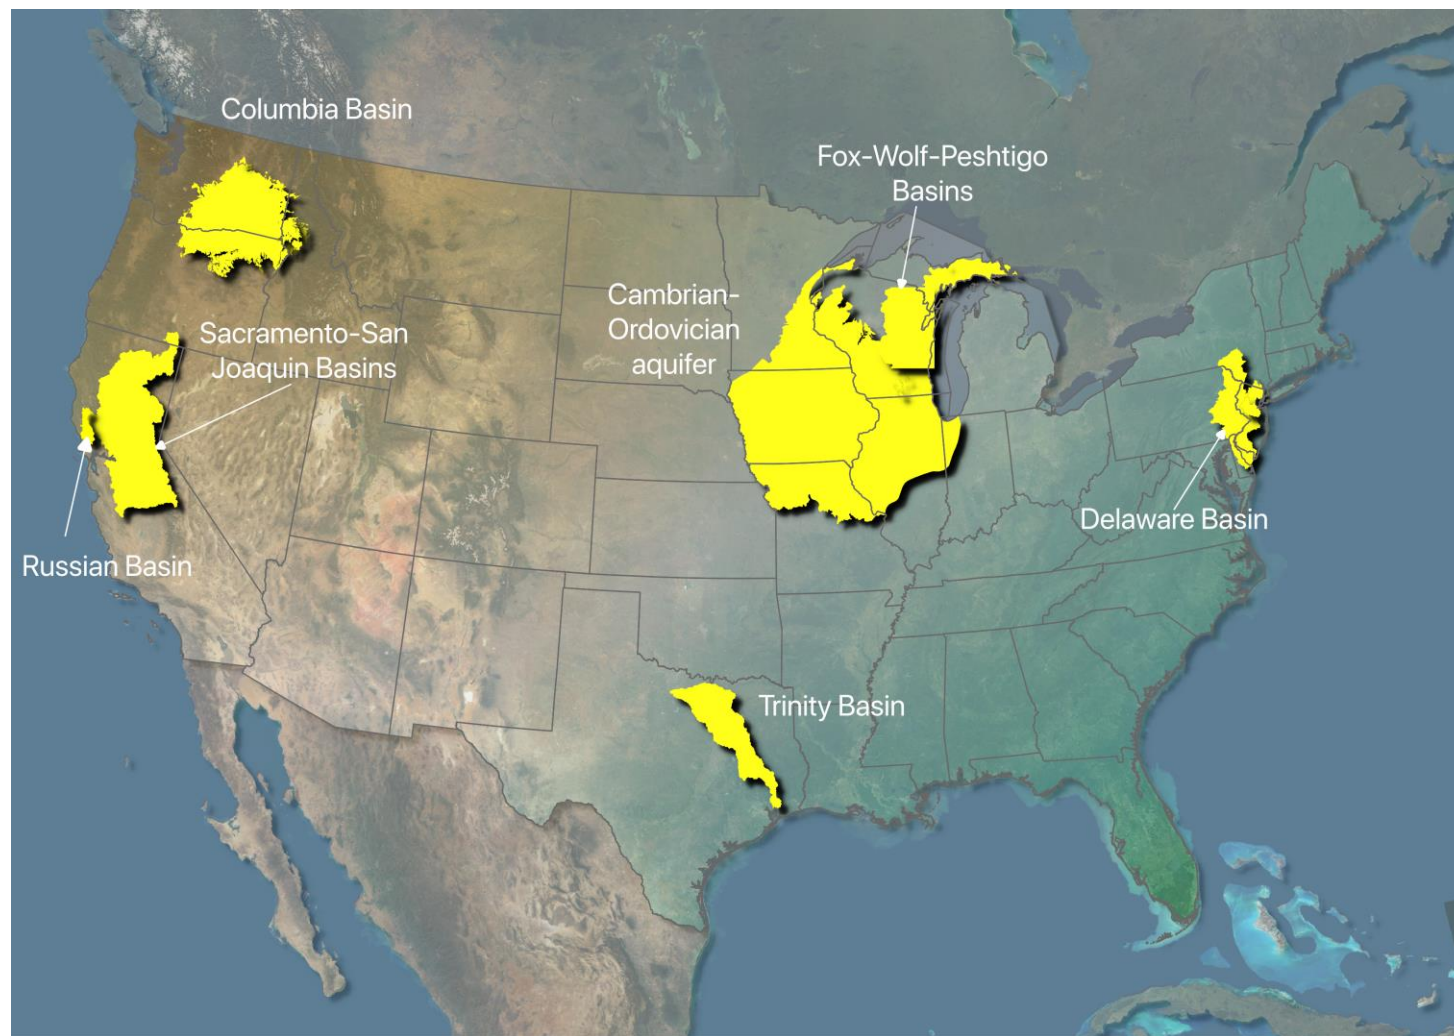 Columbia Basin
Fox-Wolf-Peshtigo
Basins
Cambrian-
Ordovician
aquifer
Sacramento-San
Joaquin Basins
Russian Basin
Delaware Basin
Trinity Basin